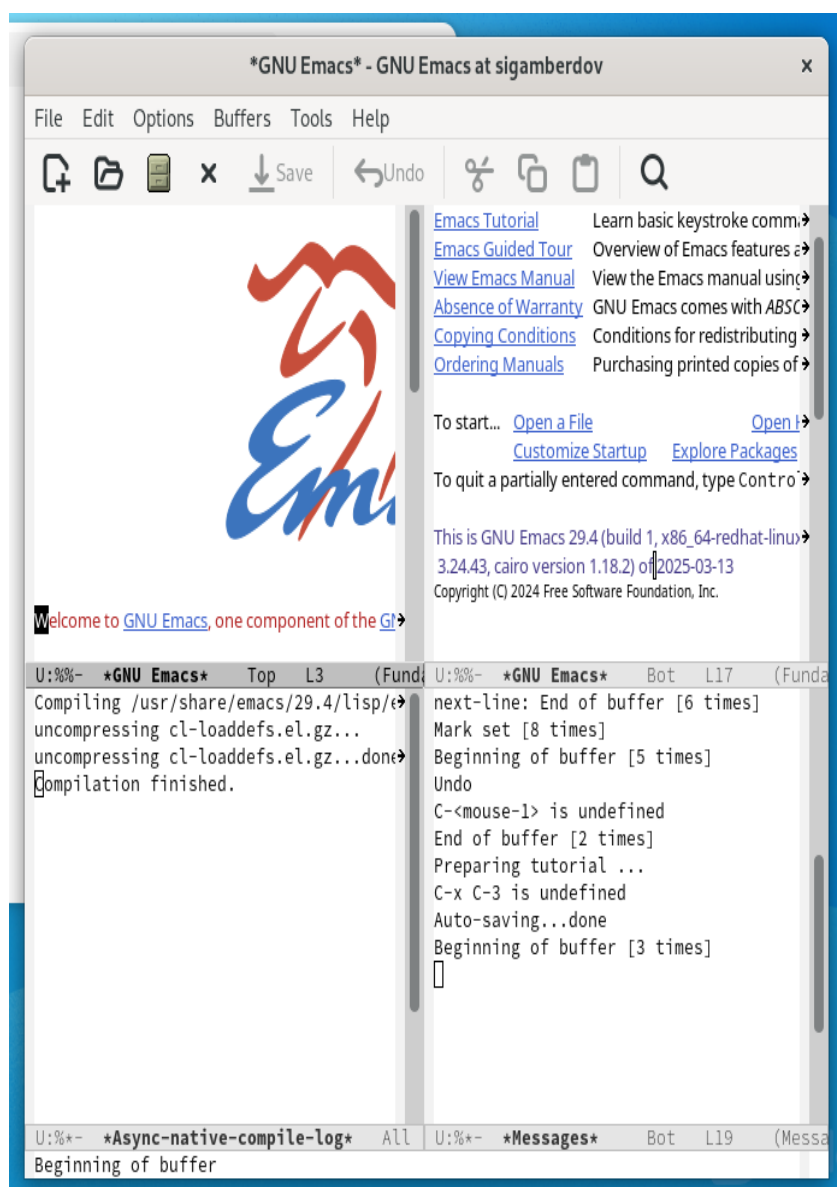 *GNU Emacs* - GNU Emacs at sigamberdov x
File Edit Options Buffers Tools Help
Save Undo
Welcome to GNU Emacs, one component of the
U:%%- *GNU Emacs* Top L3 (Funda
Emacs Tutorial Learn basic keystroke comma
Emacs Guided Tour Overview of Emacs features a
View Emacs Manual View the Emacs manual using
Absence of Warranty GNU Emacs comes with ABSO
Copying Conditions Conditions for redistributing
Ordering Manuals Purchasing printed copies of
To start... Open a File Open H
Customize Startup Explore Packages
To quit a partially entered command, type Contro
This is GNU Emacs 29.4 (build 1, x86_64-redhat-linux
3.24.43, cairo version 1.18.2) of 2025-03-13
Copyright (C) 2024 Free Software Foundation, Inc.
U:%%- *GNU Emacs* Bot L17 (Funda
Compiling /usr/share/emacs/29.4/lisp/e
uncompressing cl-loaddefs.el.gz...
uncompressing cl-loaddefs.el.gz...done
Compilation finished.
U:%*- *Async-native-compile-log* All
next-line: End of buffer [6 times]
Mark set [8 times]
Beginning of buffer [5 times]
Undo
C-<mouse-1> is undefined
End of buffer [2 times]
Preparing tutorial ...
C-x C-3 is undefined
Auto-saving...done
Beginning of buffer [3 times]
U:%*- *Messages* Bot L19 (Messa
Beginning of buffer